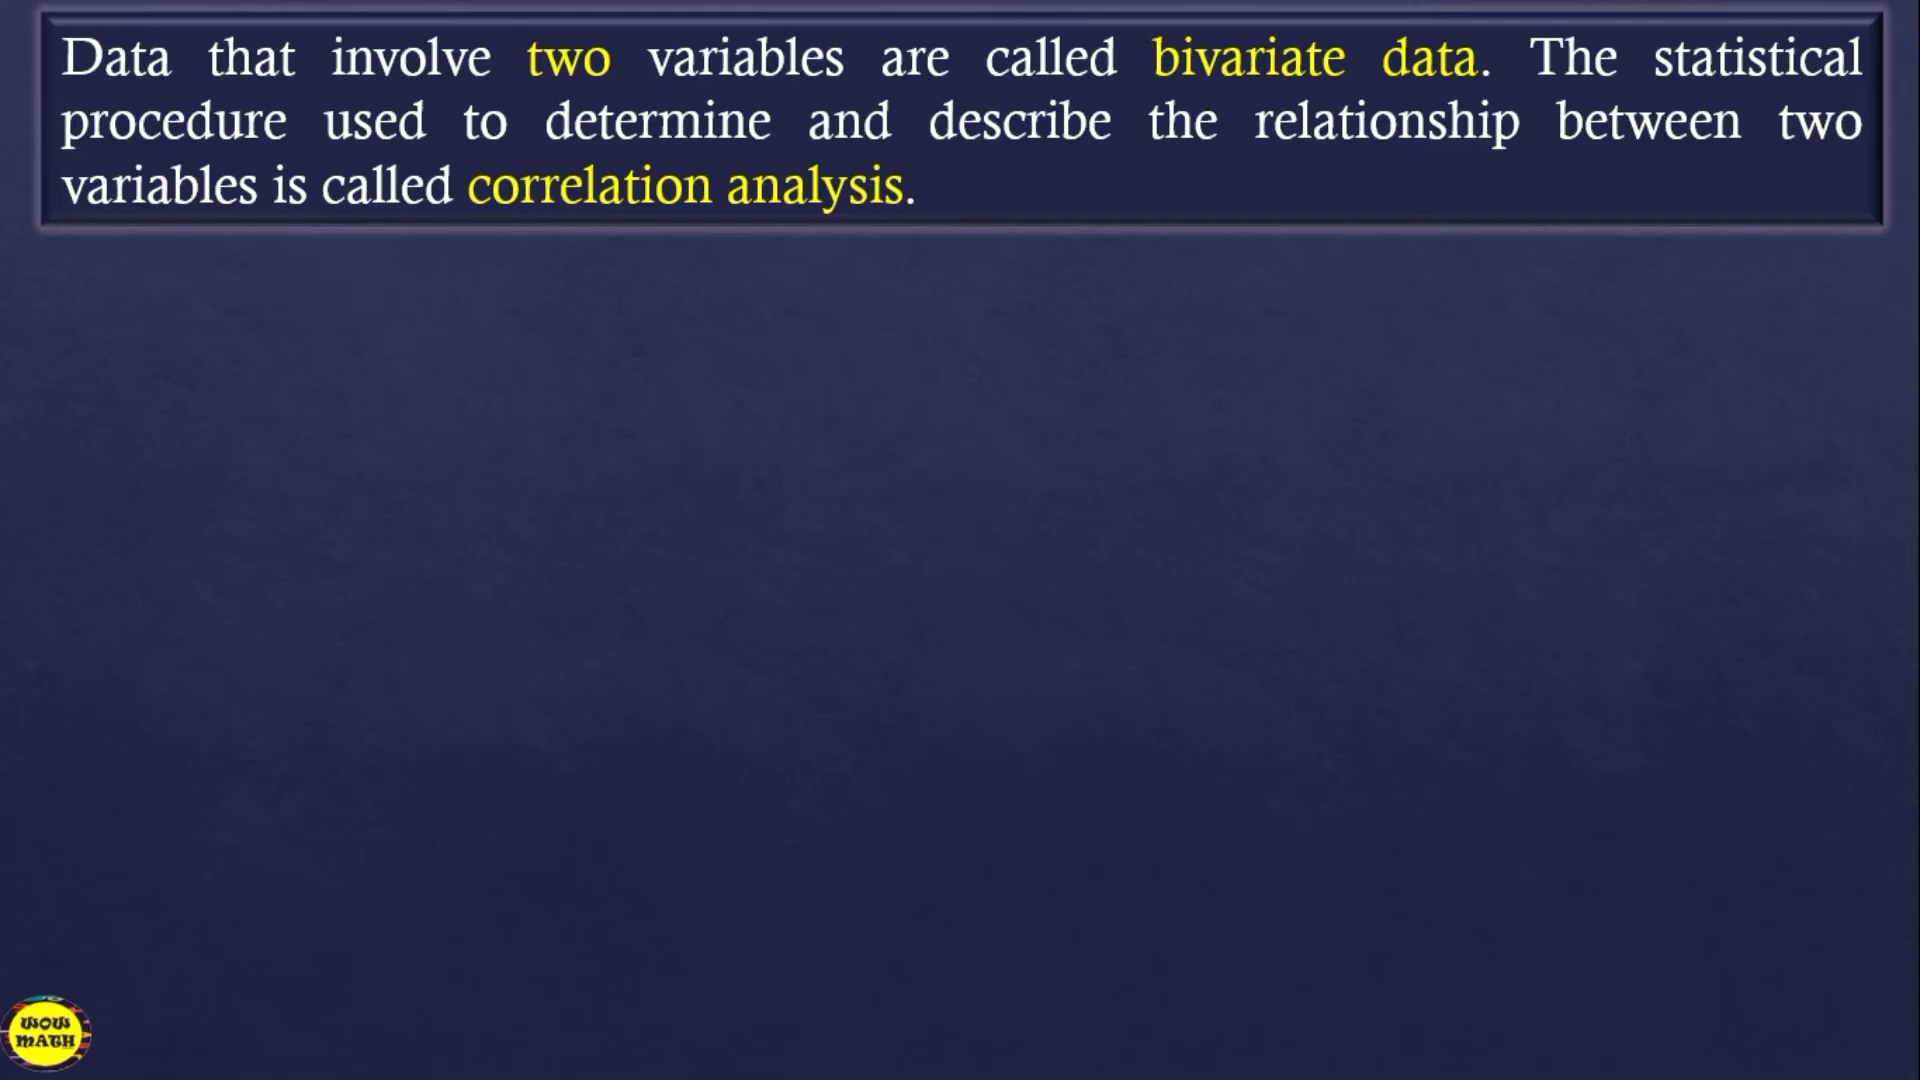 Data that involve two variables are called bivariate data. The statistical
procedure used to determine and describe the relationship between two
variables is called correlation analysis.
WOW
MATH